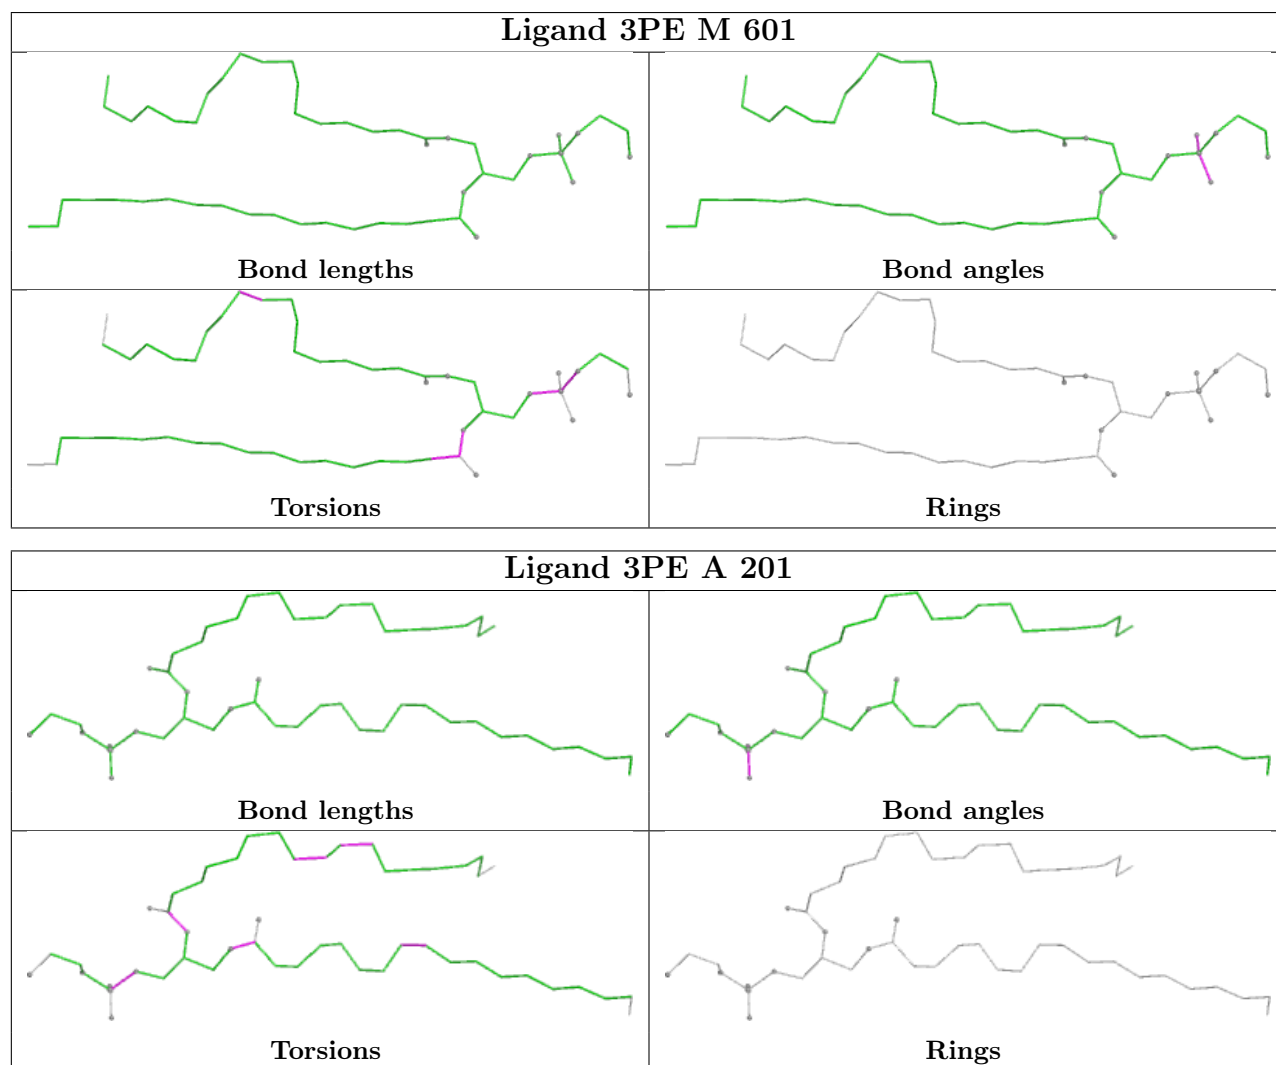 Ligand 3PE M 601
Bond lengths
Bond angles
Torsions
Rings
Ligand 3PE A 201
Bond lengths
Bond angles
Torsions
Rings